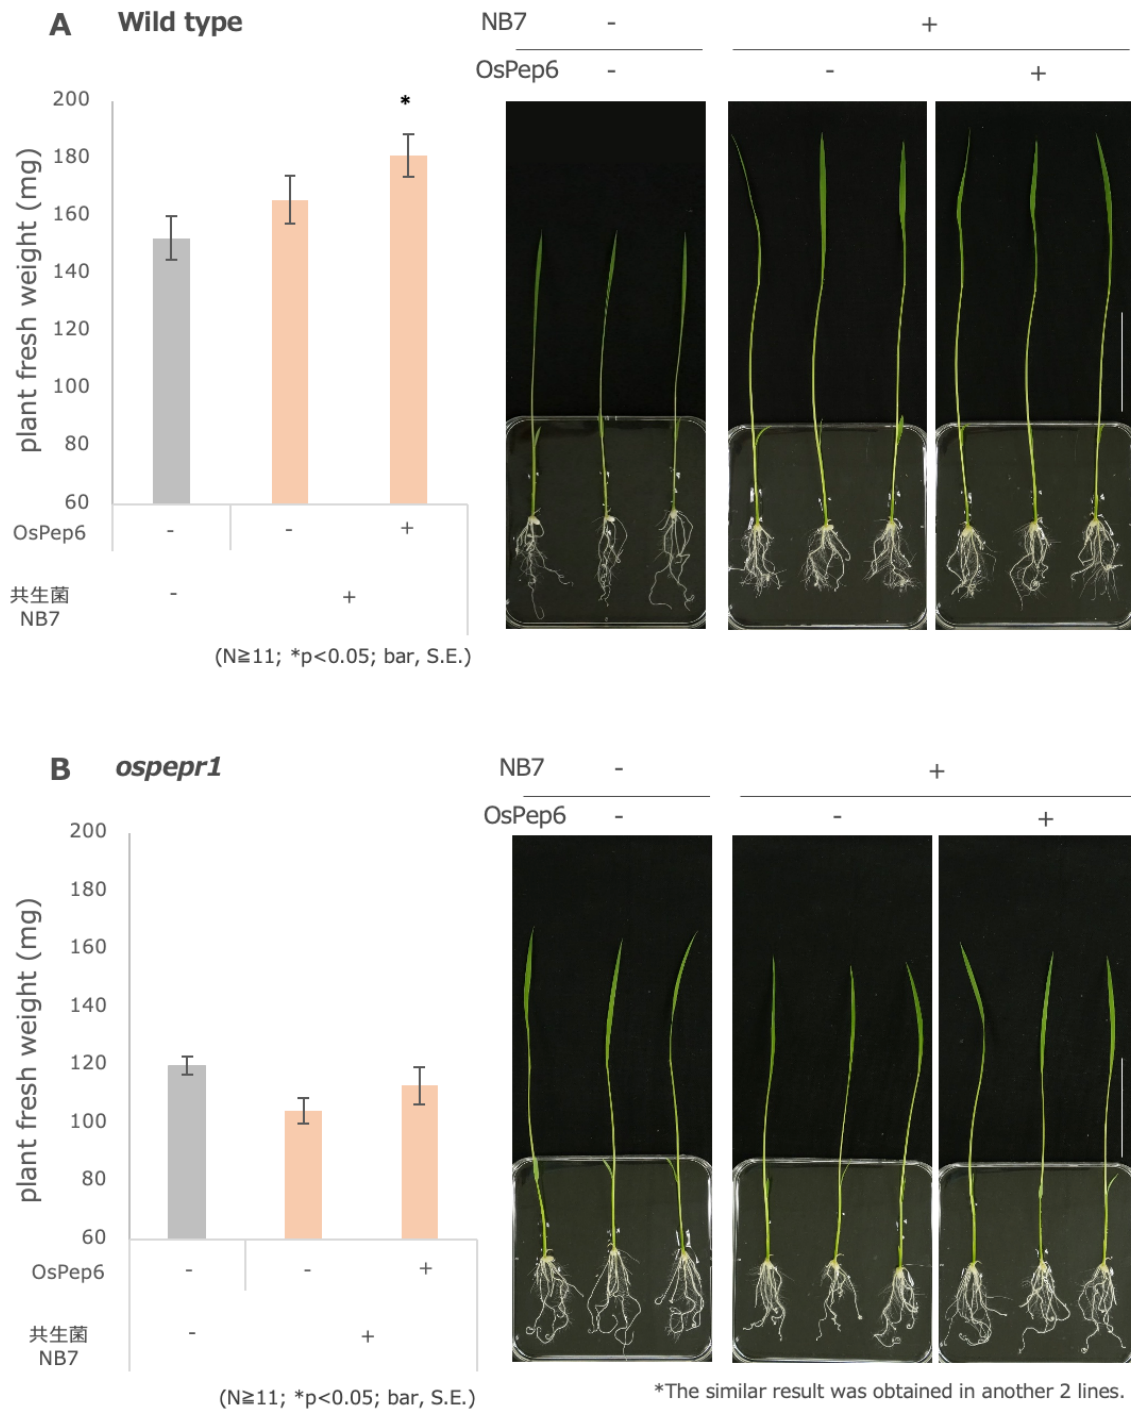 A Wild type
NB7 - +
OsPep6 - - +
plant fresh weight (mg)
200
180
160
140
120
100
80
60
*
OsPep6 - - +
共生菌 - +
NB7
(N≧11; *p<0.05; bar, S.E.)
B ospepr1
NB7 - +
OsPep6 - - +
plant fresh weight (mg)
200
180
160
140
120
100
80
60
OsPep6 - - +
共生菌 - +
NB7
(N≧11; *p<0.05; bar, S.E.)
*The similar result was obtained in another 2 lines.